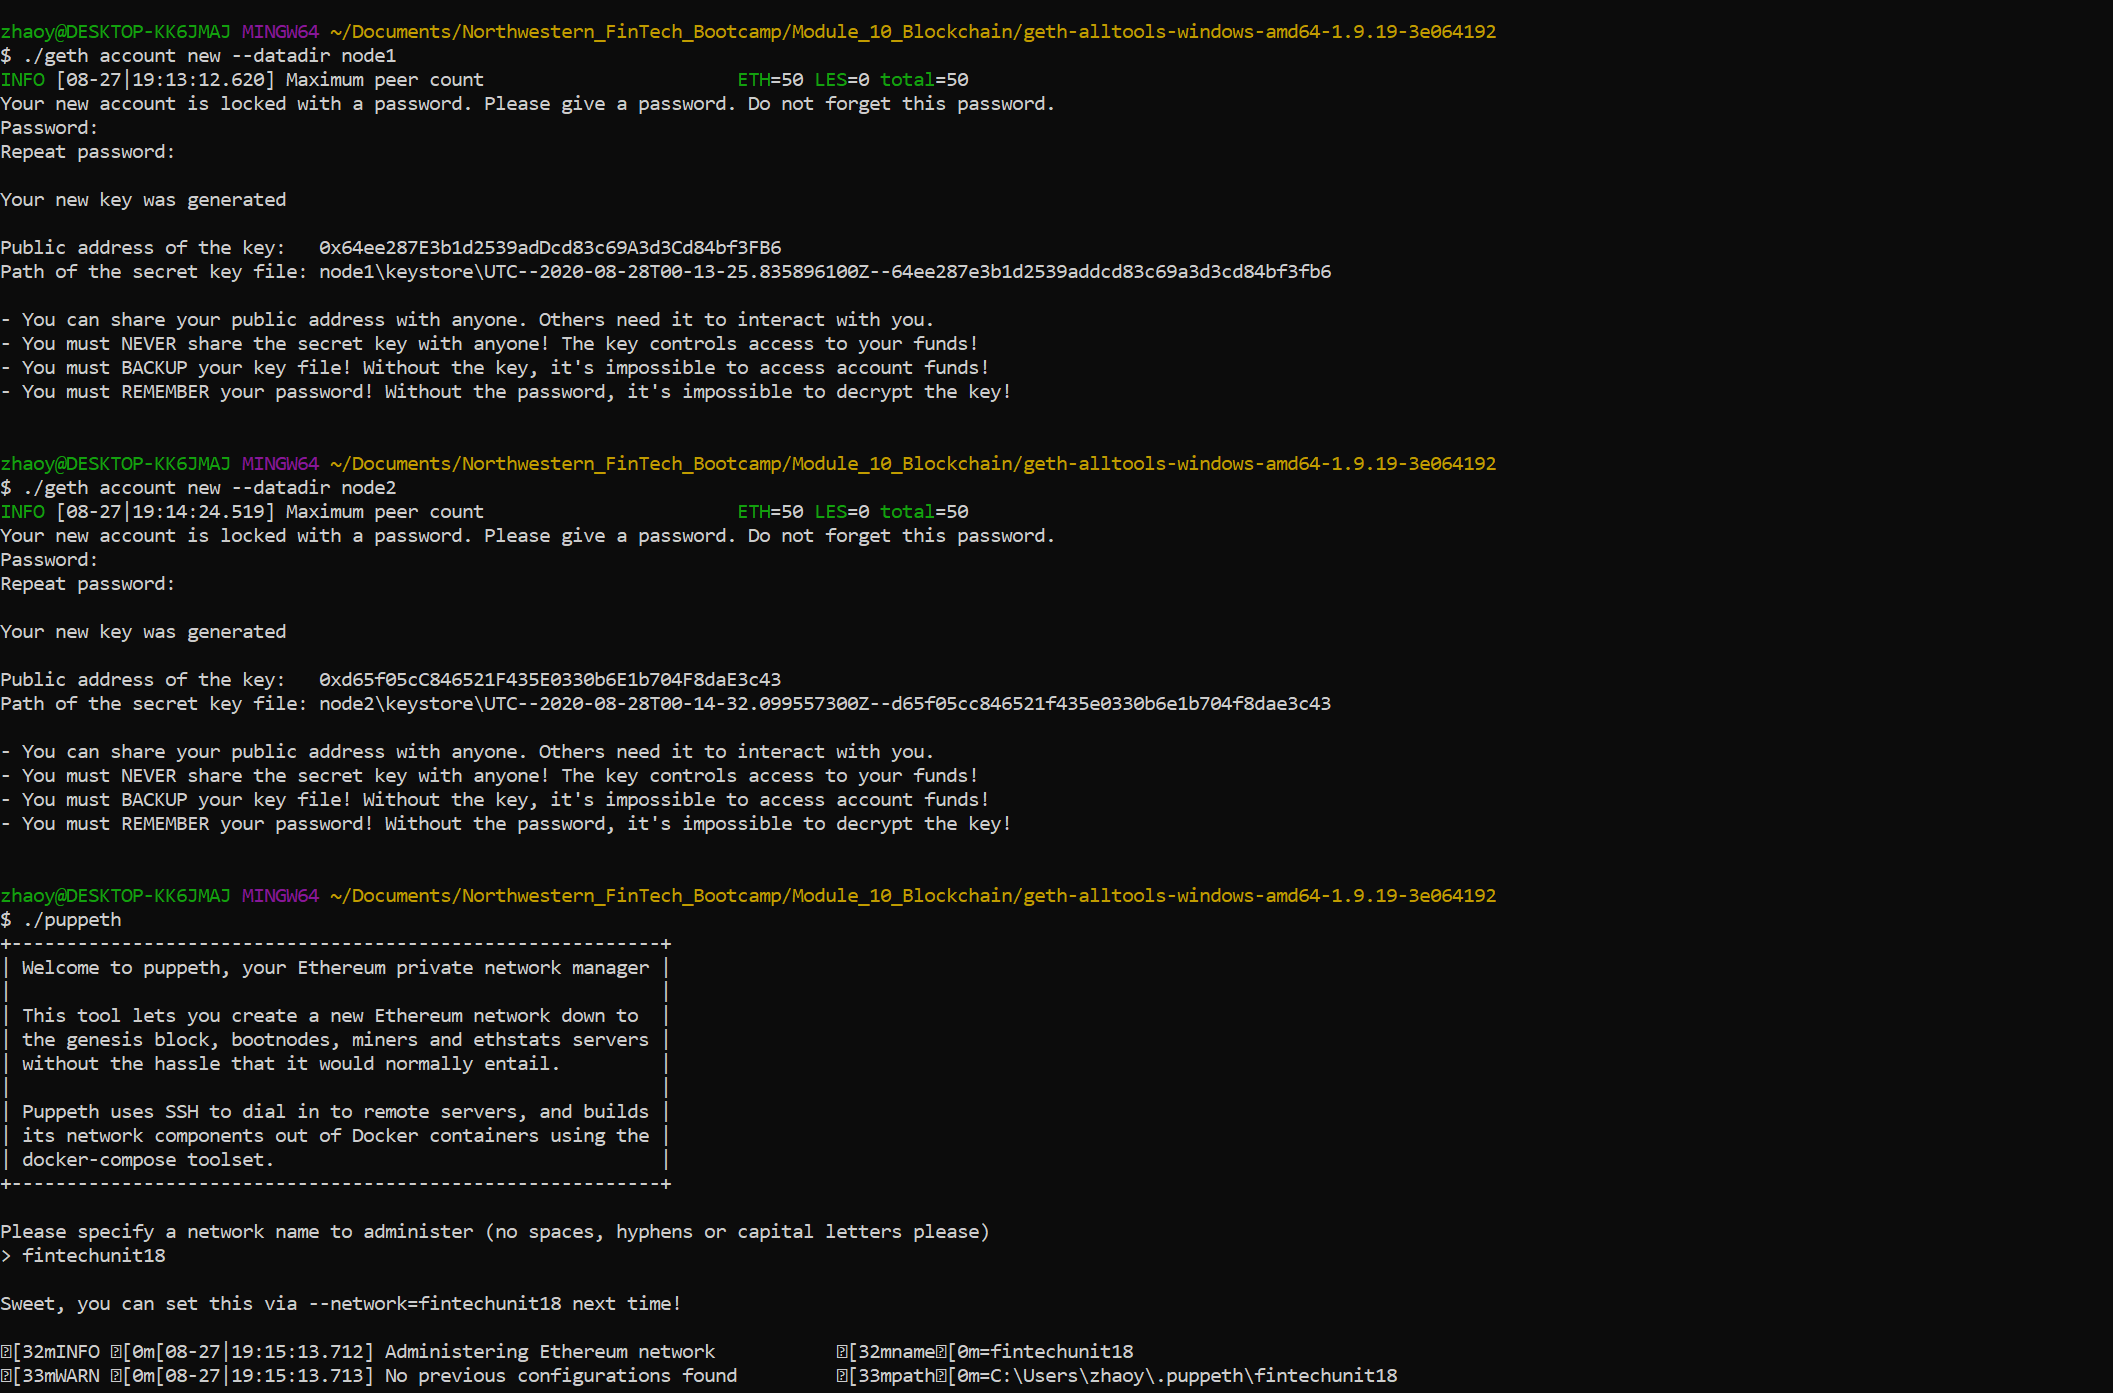 zhaoy@DESKTOP-KK6JMAJ MINGW64 ~/Documents/Northwestern_FinTech_Bootcamp/Module_10_Blockchain/geth-alltools-windows-amd64-1.9.19-3e064192
$ ./geth account new --datadir node1
INFO [08-27|19:13:12.620] Maximum peer count                       ETH=50 LES=0 total=50
Your new account is locked with a password. Please give a password. Do not forget this password.
Password:
Repeat password:

Your new key was generated

Public address of the key:   0x64ee287E3b1d2539adDcd83c69A3d3Cd84bf3FB6
Path of the secret key file: node1\keystore\UTC--2020-08-28T00-13-25.835896100Z--64ee287e3b1d2539addcd83c69a3d3cd84bf3fb6

- You can share your public address with anyone. Others need it to interact with you.
- You must NEVER share the secret key with anyone! The key controls access to your funds!
- You must BACKUP your key file! Without the key, it's impossible to access account funds!
- You must REMEMBER your password! Without the password, it's impossible to decrypt the key!

zhaoy@DESKTOP-KK6JMAJ MINGW64 ~/Documents/Northwestern_FinTech_Bootcamp/Module_10_Blockchain/geth-alltools-windows-amd64-1.9.19-3e064192
$ ./geth account new --datadir node2
INFO [08-27|19:14:24.519] Maximum peer count                       ETH=50 LES=0 total=50
Your new account is locked with a password. Please give a password. Do not forget this password.
Password:
Repeat password:

Your new key was generated

Public address of the key:   0xd65f05cC846521F435E0330b6E1b704F8daE3c43
Path of the secret key file: node2\keystore\UTC--2020-08-28T00-14-32.099557300Z--d65f05cc846521f435e0330b6e1b704f8dae3c43

- You can share your public address with anyone. Others need it to interact with you.
- You must NEVER share the secret key with anyone! The key controls access to your funds!
- You must BACKUP your key file! Without the key, it's impossible to access account funds!
- You must REMEMBER your password! Without the password, it's impossible to decrypt the key!

zhaoy@DESKTOP-KK6JMAJ MINGW64 ~/Documents/Northwestern_FinTech_Bootcamp/Module_10_Blockchain/geth-alltools-windows-amd64-1.9.19-3e064192
$ ./puppeth
+-----------------------------------------------------------+
| Welcome to puppeth, your Ethereum private network manager |
|                                                           |
| This tool lets you create a new Ethereum network down to  |
| the genesis block, bootnodes, miners and ethstats servers |
| without the hassle that it would normally entail.         |
|                                                           |
| Puppeth uses SSH to dial in to remote servers, and builds |
| its network components out of Docker containers using the |
| docker-compose toolset.                                   |
+-----------------------------------------------------------+

Please specify a network name to administer (no spaces, hyphens or capital letters please)
> fintechunit18

Sweet, you can set this via --network=fintechunit18 next time!

[32mINFO [0m[08-27|19:15:13.712] Administering Ethereum network           [32mname[0m=fintechunit18
[33mWARN [0m[08-27|19:15:13.713] No previous configurations found         [33mpath[0m=C:\Users\zhaoy\.puppeth\fintechunit18